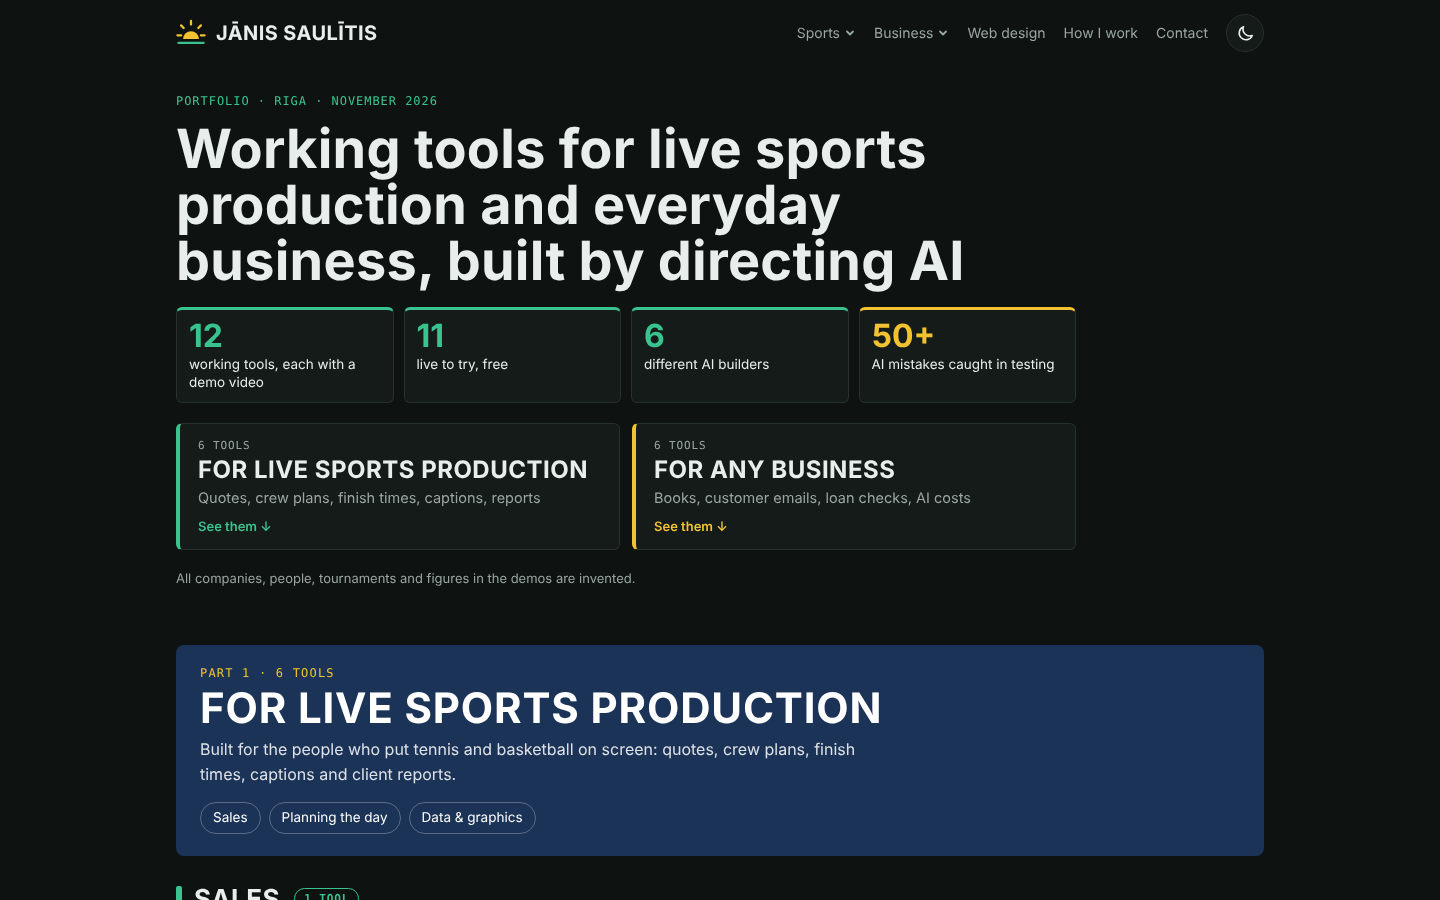 JĀNIS SAULĪTIS
Sports
Business
Web design
How I work
Contact
PORTFOLIO · RIGA · NOVEMBER 2026
Working tools for live sports
production and everyday
business, built by directing AI
12
working tools, each with a
demo video
11
live to try, free
6
different AI builders
50+
AI mistakes caught in testing
6 TOOLS
FOR LIVE SPORTS PRODUCTION
Quotes, crew plans, finish times, captions, reports
See them ↓
6 TOOLS
FOR ANY BUSINESS
Books, customer emails, loan checks, AI costs
See them ↓
All companies, people, tournaments and figures in the demos are invented.
PART 1 · 6 TOOLS
FOR LIVE SPORTS PRODUCTION
Built for the people who put tennis and basketball on screen: quotes, crew plans, finish
times, captions and client reports.
Sales
Planning the day
Data & graphics
SALES
1 TOOL